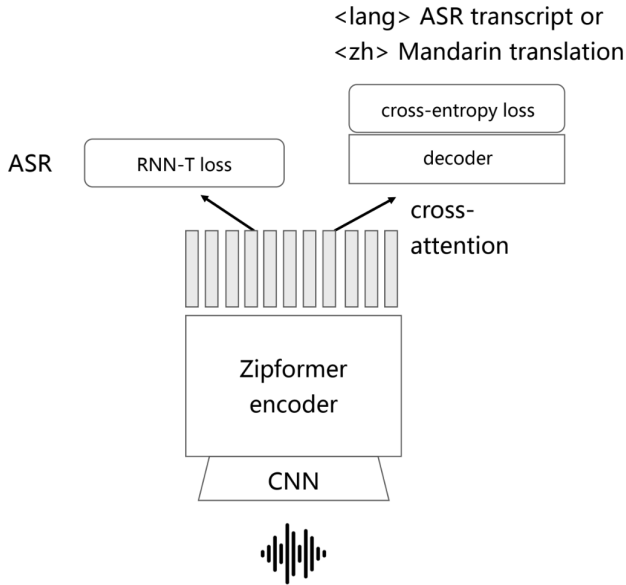 <lang> ASR transcript or
<zh> Mandarin translation
cross-entropy loss
decoder
ASR
RNN-T loss
cross-
attention
Zipformer
encoder
CNN